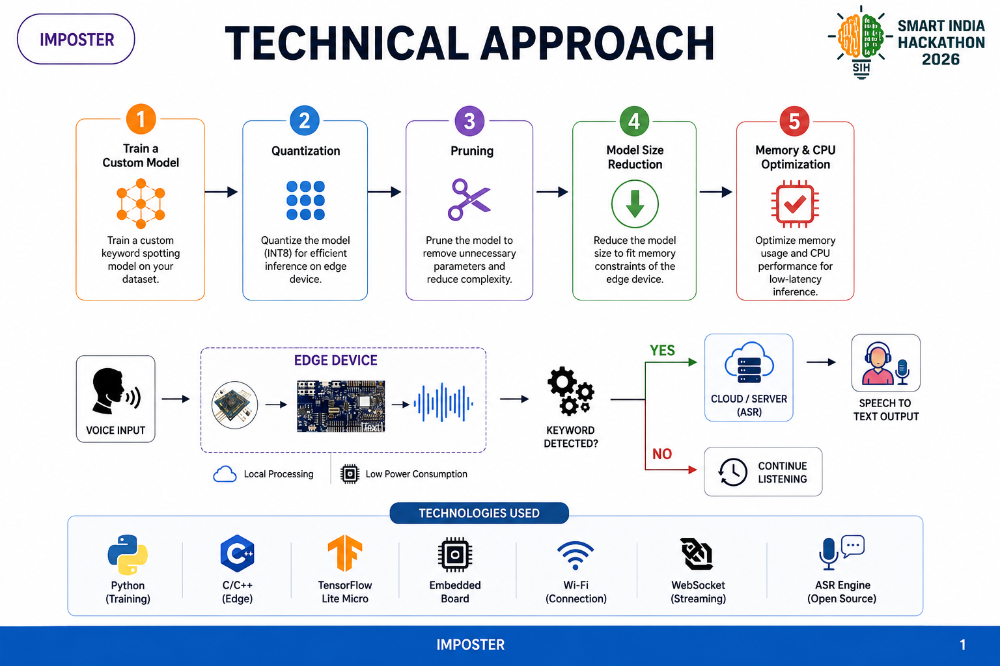 IMPOSTER
TECHNICAL APPROACH
SMART INDIA
HACKATHON
2026
SIH
1
Train a
Custom Model
Train a custom
keyword spotting
model on your
dataset.
2
Quantization
Quantize the model
(INT8) for efficient
inference on edge
device.
3
Pruning
Prune the model to
remove unnecessary
parameters and
reduce complexity.
4
Model Size
Reduction
Reduce the model
size to fit memory
constraints of the
edge device.
5
Memory & CPU
Optimization
Optimize memory
usage and CPU
performance for
low-latency
inference.
VOICE INPUT
EDGE DEVICE
Local Processing
Low Power Consumption
KEYWORD
DETECTED?
YES
NO
CLOUD / SERVER
(ASR)
SPEECH TO
TEXT OUTPUT
CONTINUE
LISTENING
TECHNOLOGIES USED
Python
(Training)
C++
C/C++
(Edge)
TensorFlow
Lite Micro
Embedded
Board
Wi-Fi
(Connection)
WebSocket
(Streaming)
ASR Engine
(Open Source)
IMPOSTER
1